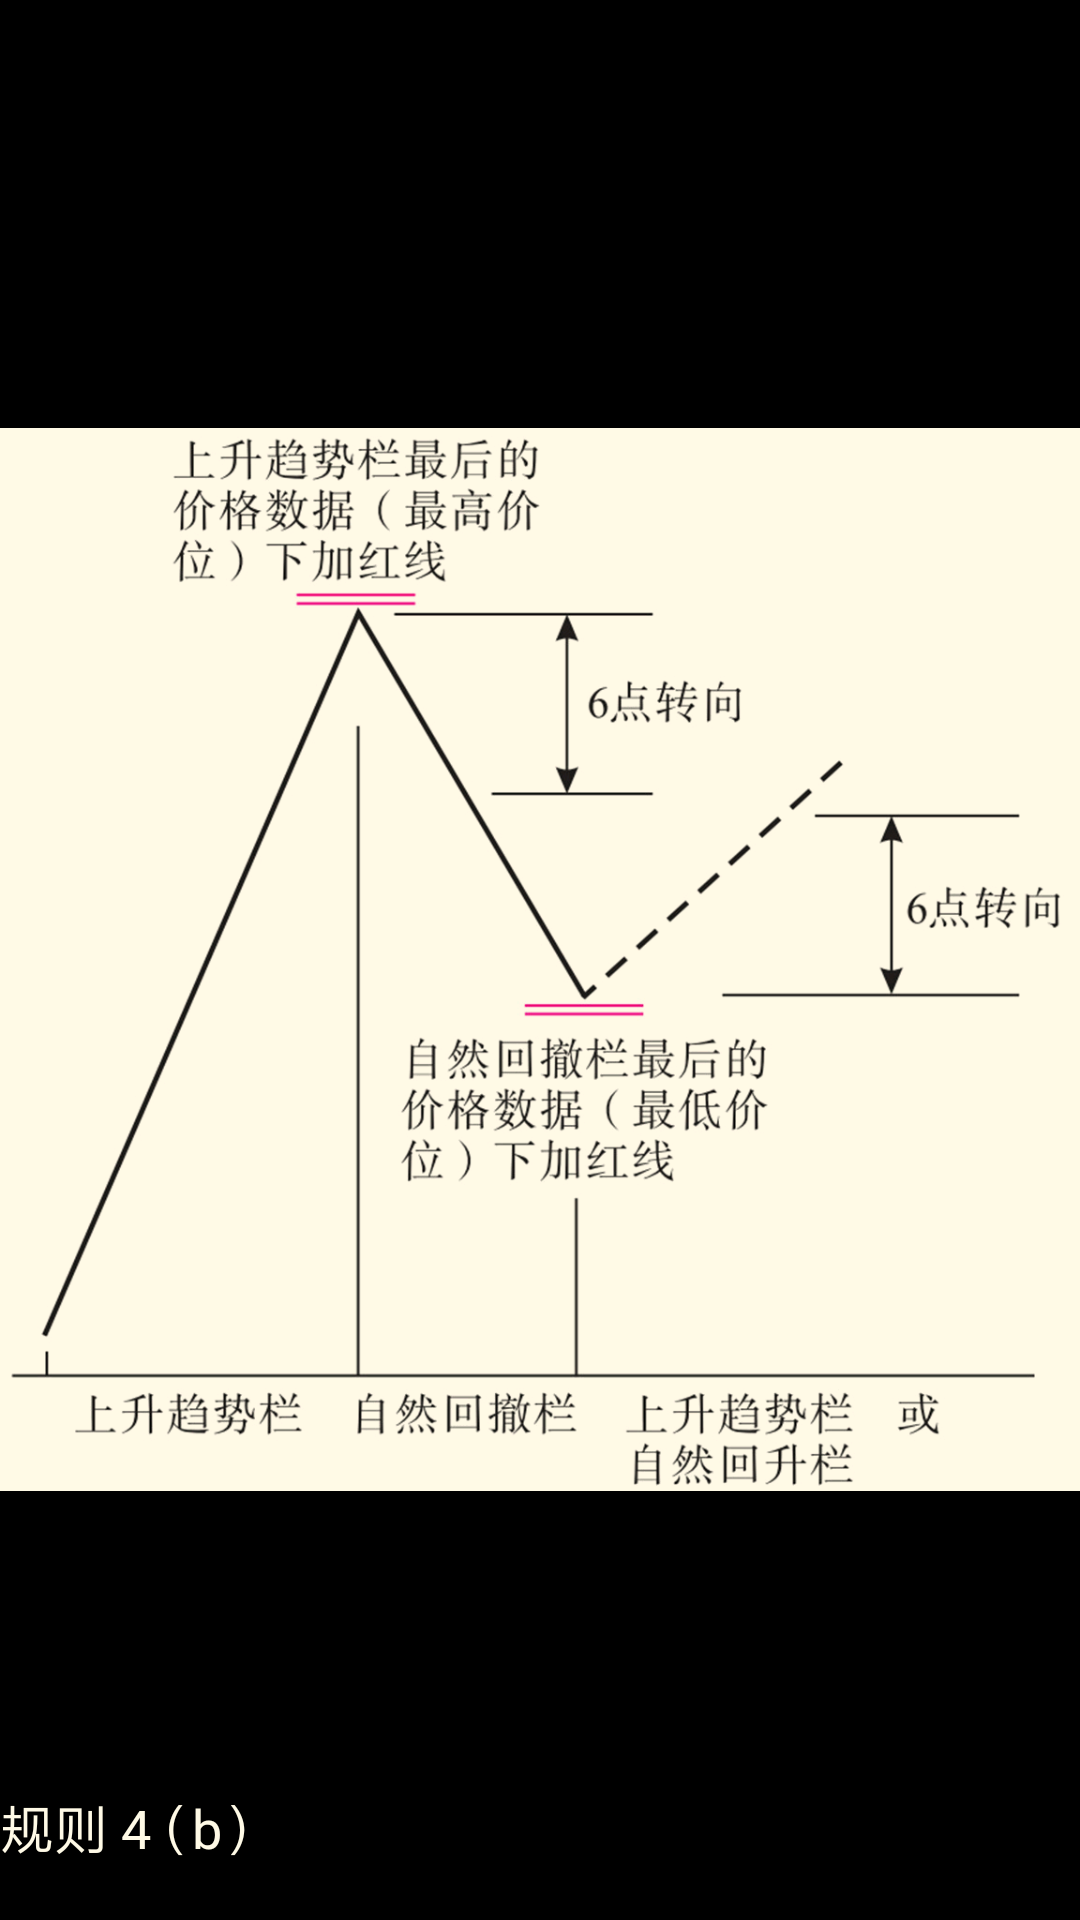 上升趋势栏最后的
价格数据（最高价
位）下加红线
6点转向
6点转向
自然回撤栏最后的
价格数据（最低价
位）下加红线
上升趋势栏 自然回撤栏 上升趋势栏 或
自然回升栏
规则 4(b)